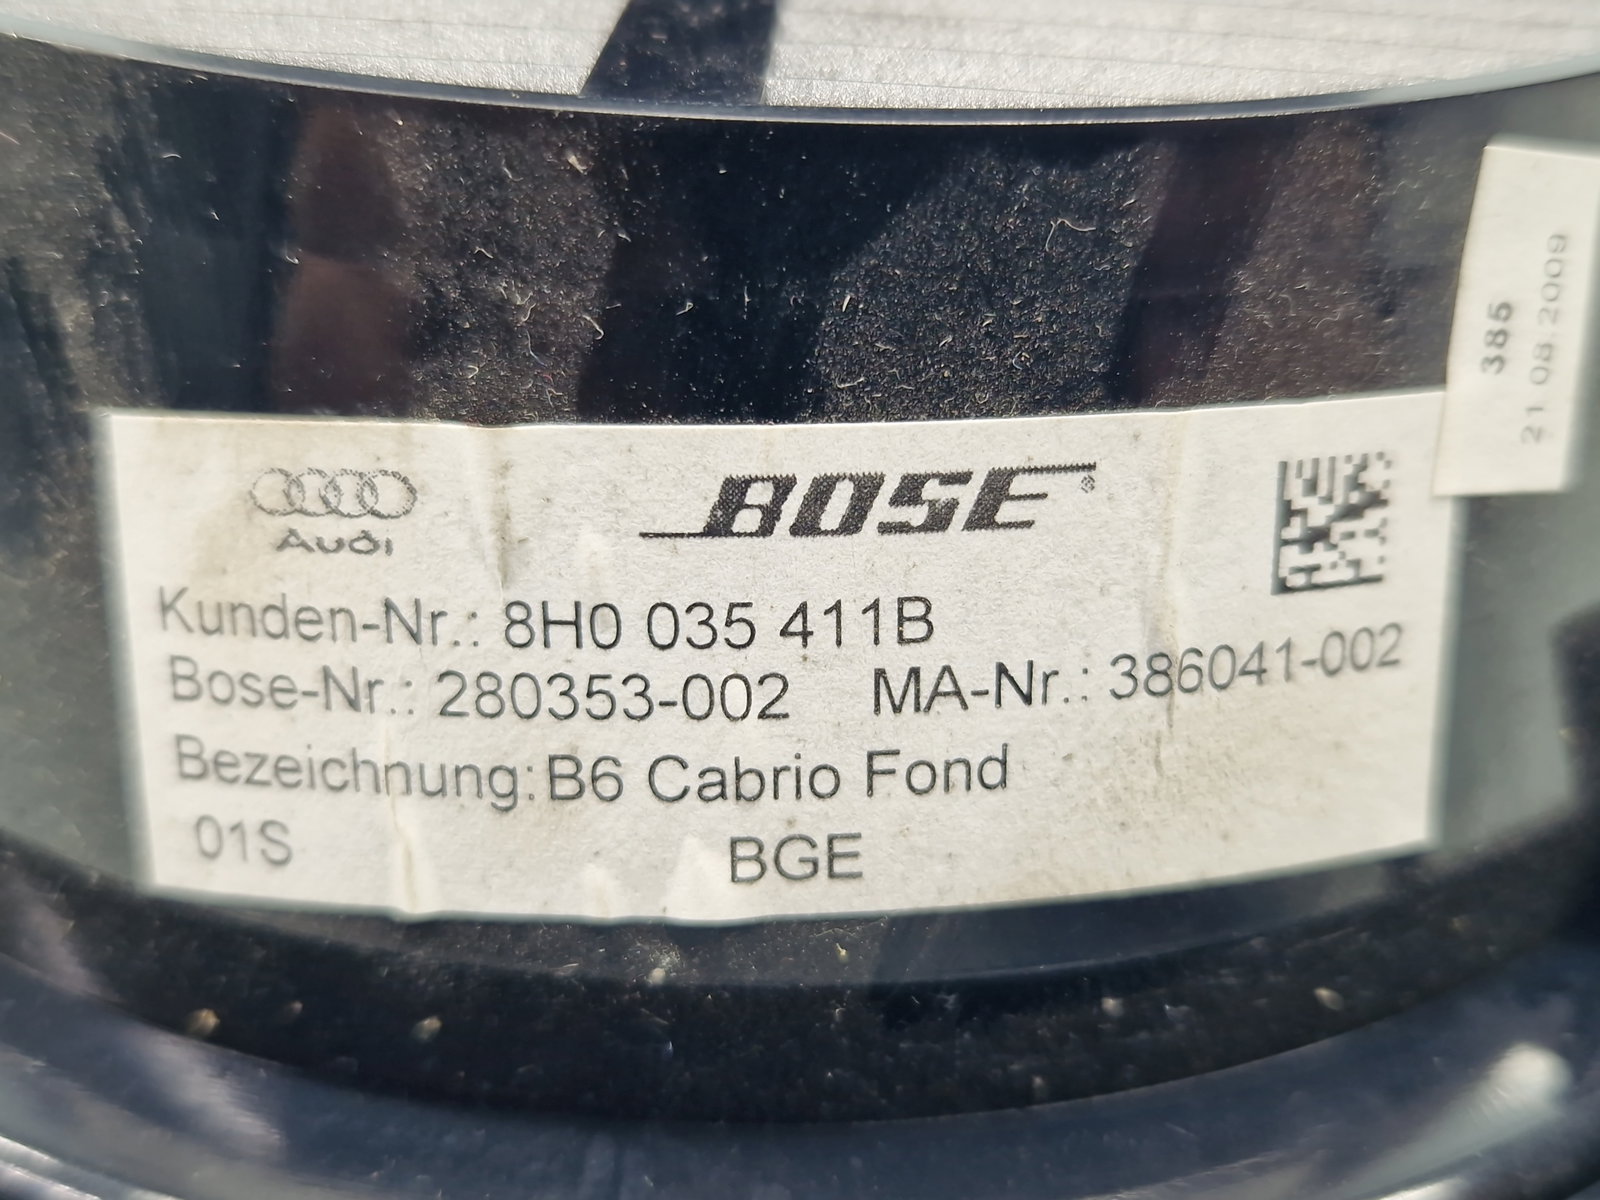 Audi
BOSE®
Kunden-Nr.: 8H0 035 411B
Bose-Nr.: 280353-002 MA-Nr.: 386041-002
Bezeichnung: B6 Cabrio Fond
01S BGE
385
21.08.2009